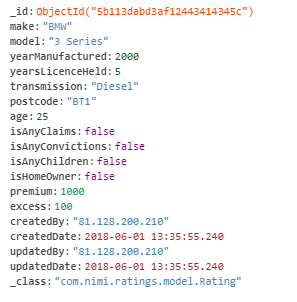 _id:ObjectId("5b113dabd3af12443414345c")
make:"BMW"
model:"3 Series"
yearManufactured:2000
yearsLicenceHeld:5
transmission:"Diesel"
postcode:"BT1"
age:25
isAnyClaims:false
isAnyConvictions:false
isAnyChildren:false
isHomeOwner:false
premium:1000
excess:100
createdBy:"81.128.200.210"
createdDate:2018-06-01 13:35:55.240
updatedBy:"81.128.200.210"
updatedDate:2018-06-01 13:35:55.240
_class:"com.nimi.ratings.model.Rating"